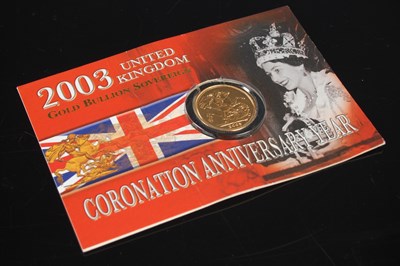 2003 UNITED
KINGDOM
GOLD BULLION SOVEREIGN
CORONATION ANNIVERSARY YEAR